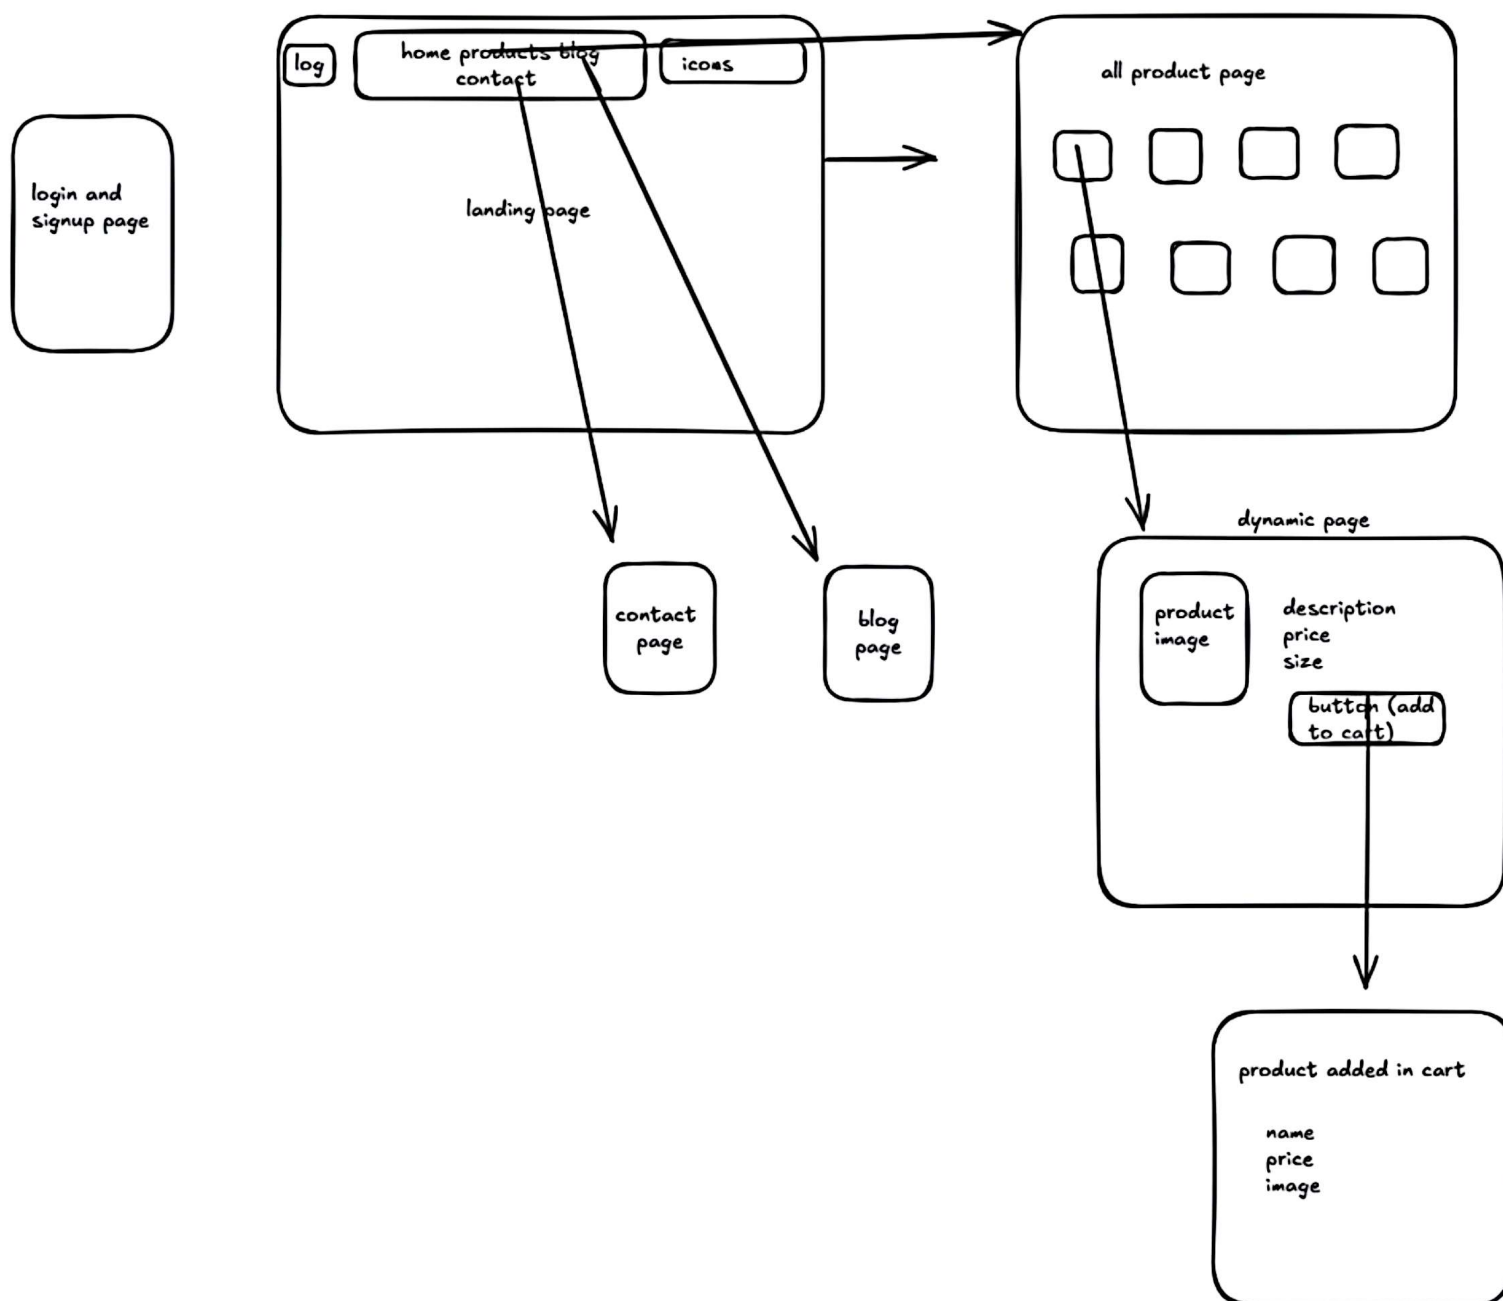 log
home products blog
contact
icons
all product page
login and
signup page
landing page
dynamic page
contact
page
blog
page
product
image
description
price
size
button (add
to cart)
product added in cart
name
price
image